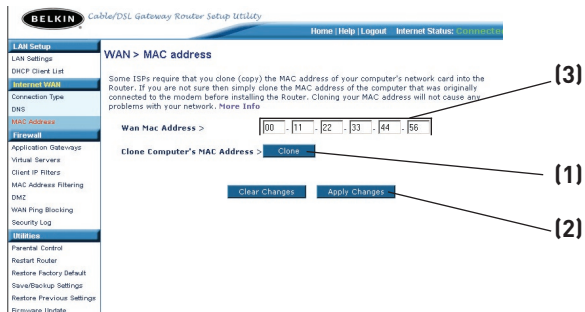 BELKIN Cable/DSL Gateway Router Setup Utility
Home | Help | Logout Internet Status: Connected
LAN Setup
LAN Settings
DHCP Client List
Internet WAN
Connection Type
DNS
MAC Address
Firewall
Application Gateways
Virtual Servers
Client IP Filters
MAC Address Filtering
DMZ
WAN Ping Blocking
Security Log
Utilities
Parental Control
Restart Router
Restore Factory Default
Save/Backup Settings
Restore Previous Settings
Firmware Update
WAN > MAC address
Some ISPs require that you clone (copy) the MAC address of your computer's network card into the
Router. If you are not sure then simply clone the MAC address of the computer that was originally
connected to the modem before installing the Router. Cloning your MAC address will not cause any
problems with your network. More Info
Wan Mac Address > 00 - 11 - 22 - 33 - 44 - 56
Clone Computer's MAC Address > Clone
Clear Changes Apply Changes
(3)
(1)
(2)